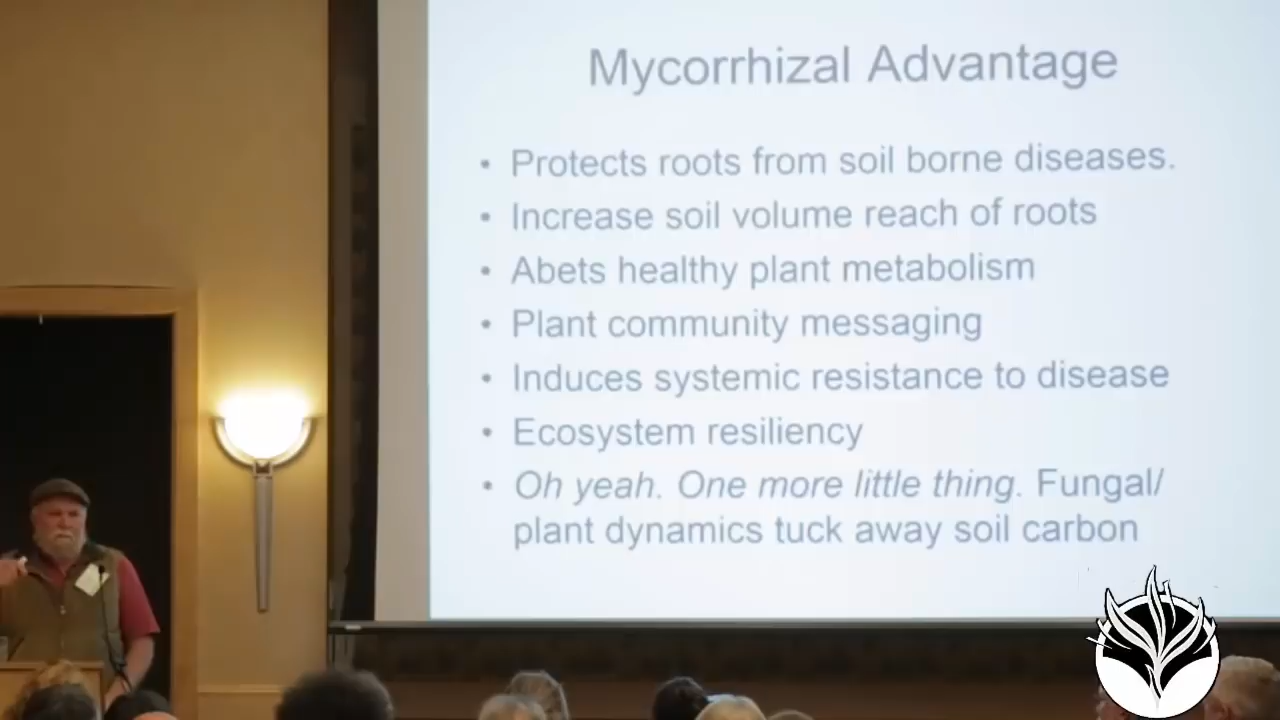 Mycorrhizal Advantage
• Protects roots from soil borne diseases.
• Increase soil volume reach of roots
• Abets healthy plant metabolism
• Plant community messaging
• Induces systemic resistance to disease
• Ecosystem resiliency
• Oh yeah. One more little thing. Fungal/
plant dynamics tuck away soil carbon